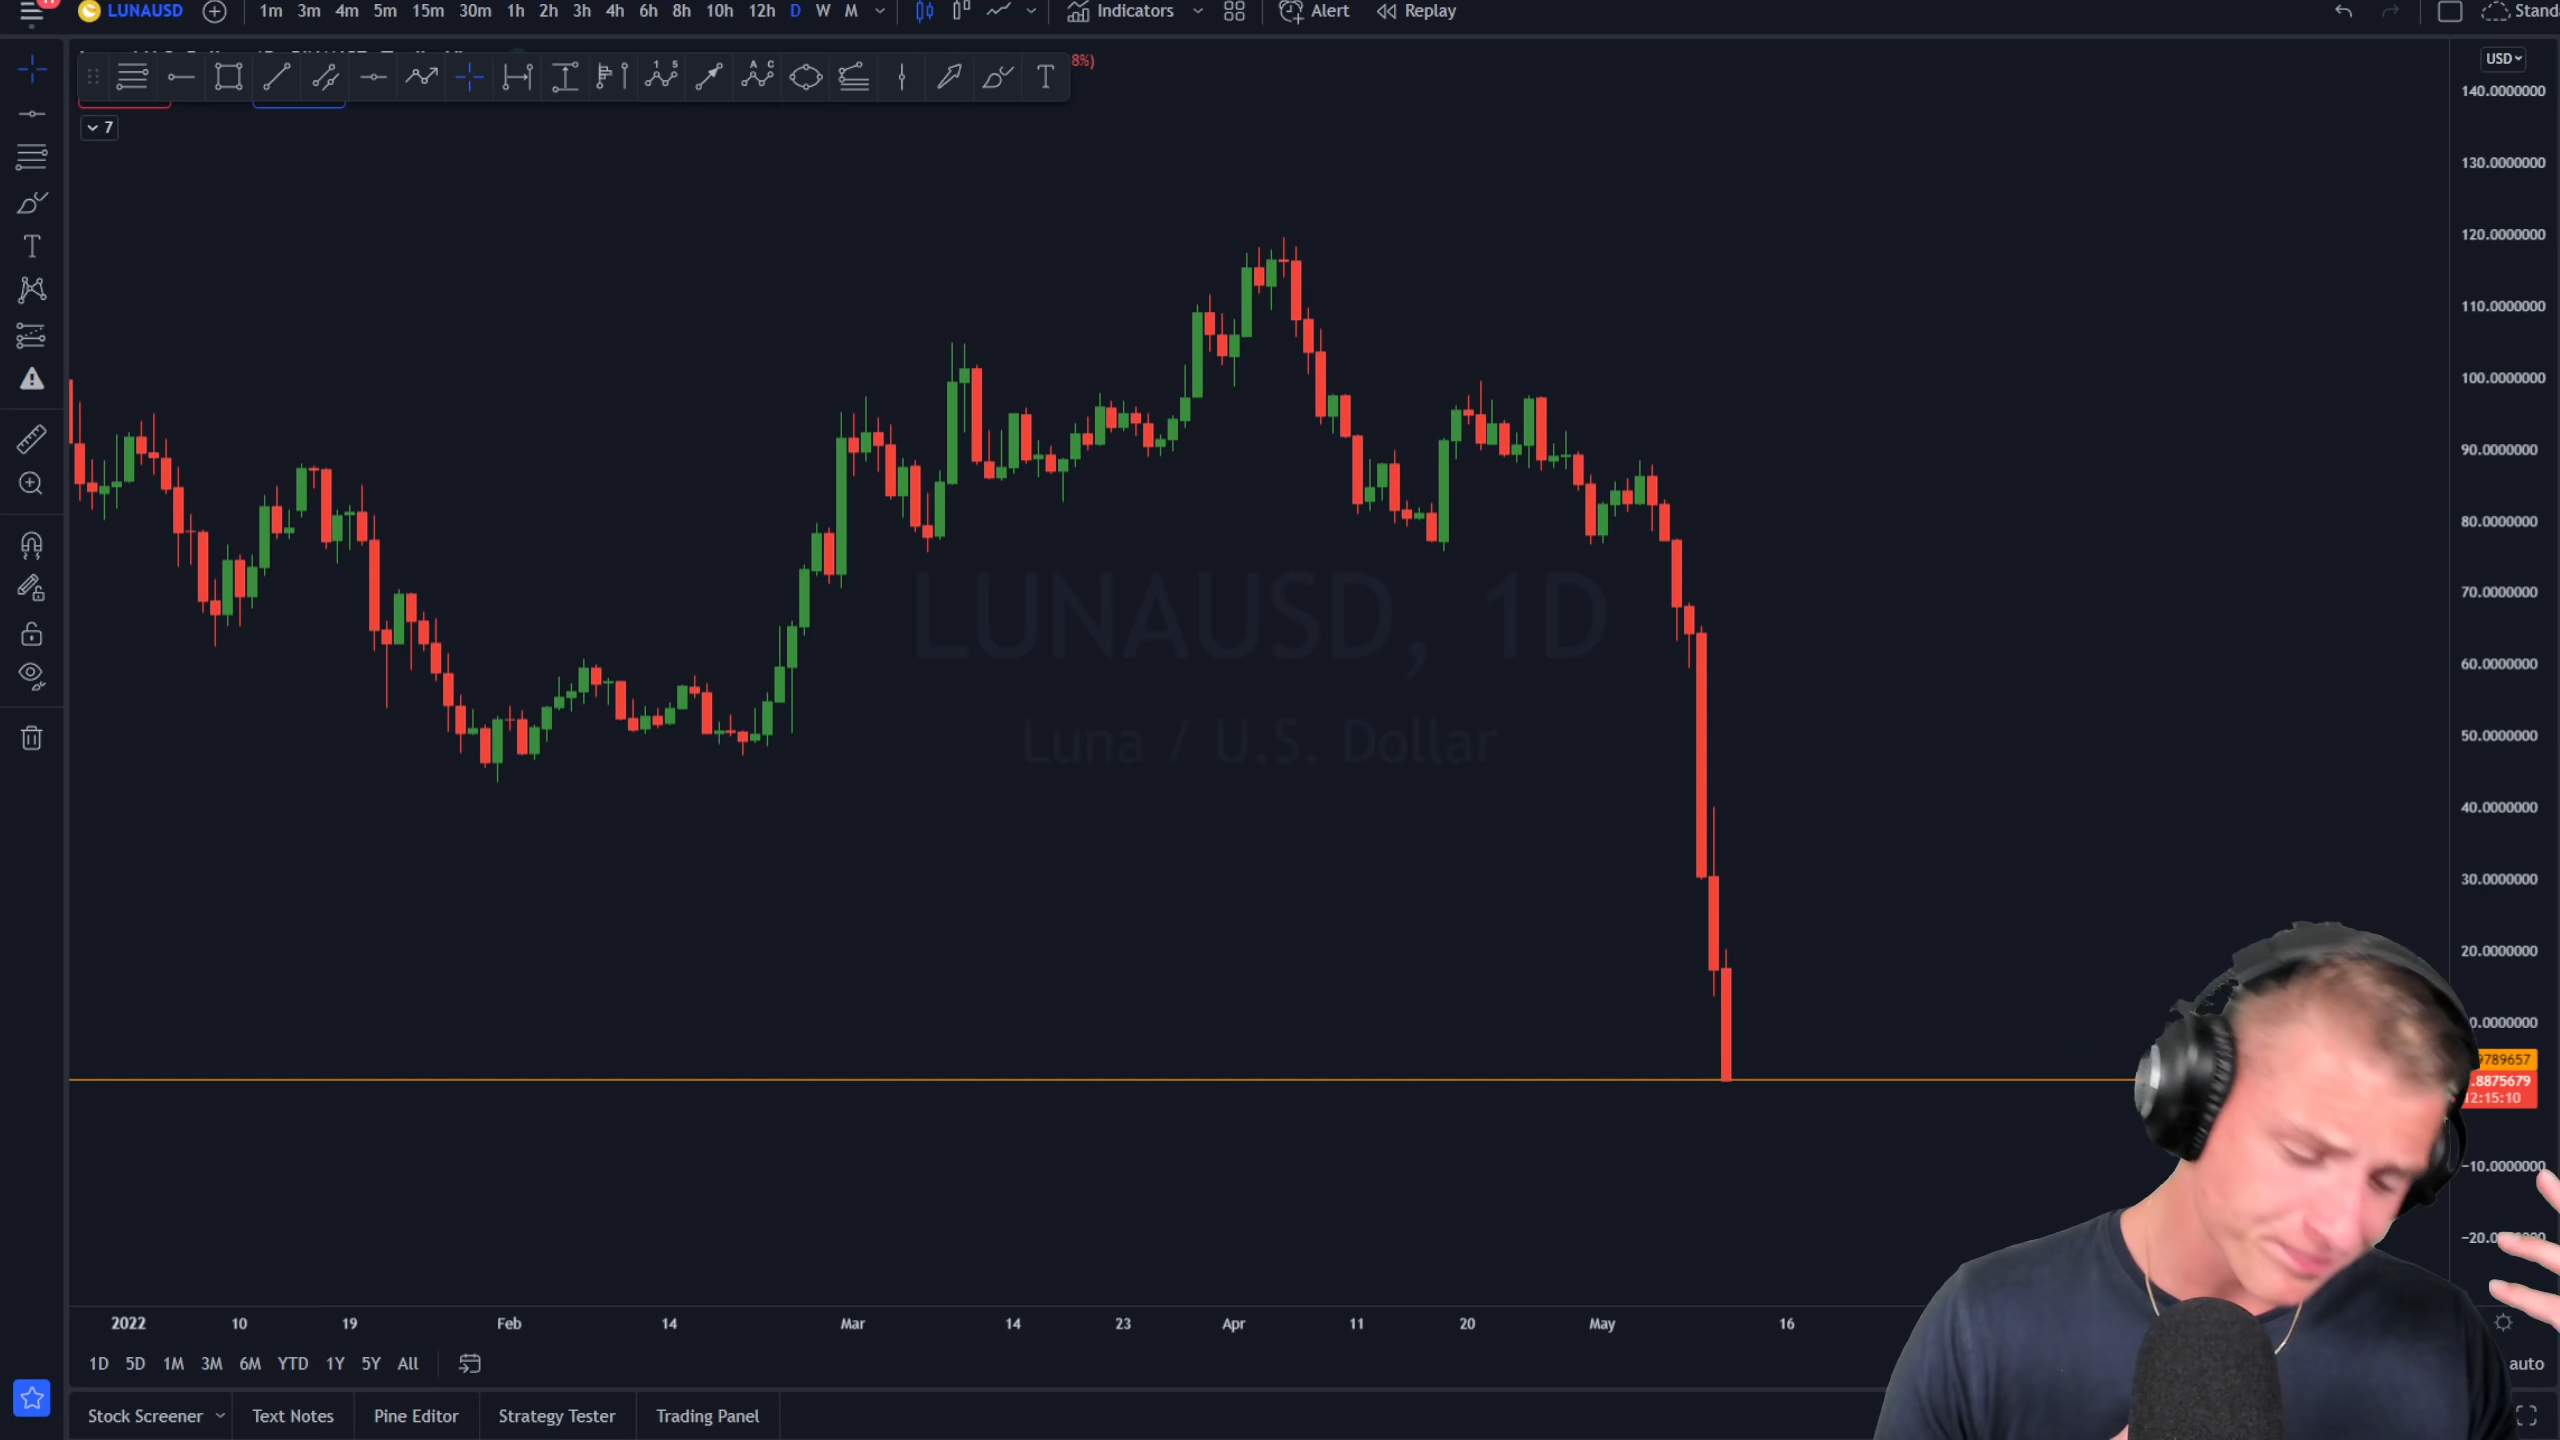 LUNAUSD 1m 3m 4m 5m 15m 30m 1h 2h 3h 4h 6h 8h 10h 12h D W M Indicators Alert Replay
USD
8%)
1 5 A C T
7
T
140.0000000
130.0000000
120.0000000
110.0000000
100.0000000
90.0000000
80.0000000
70.0000000
60.0000000
50.0000000
40.0000000
30.0000000
20.0000000
0.0000000
9789657
.8875679
12:15:10
-10.0000000
LUNAUSD, 1D
Luna / U.S. Dollar
2022 10 19 Feb 14 Mar 14 23 Apr 11 20 May 16
1D 5D 1M 3M 6M YTD 1Y 5Y All auto
Stock Screener Text Notes Pine Editor Strategy Tester Trading Panel